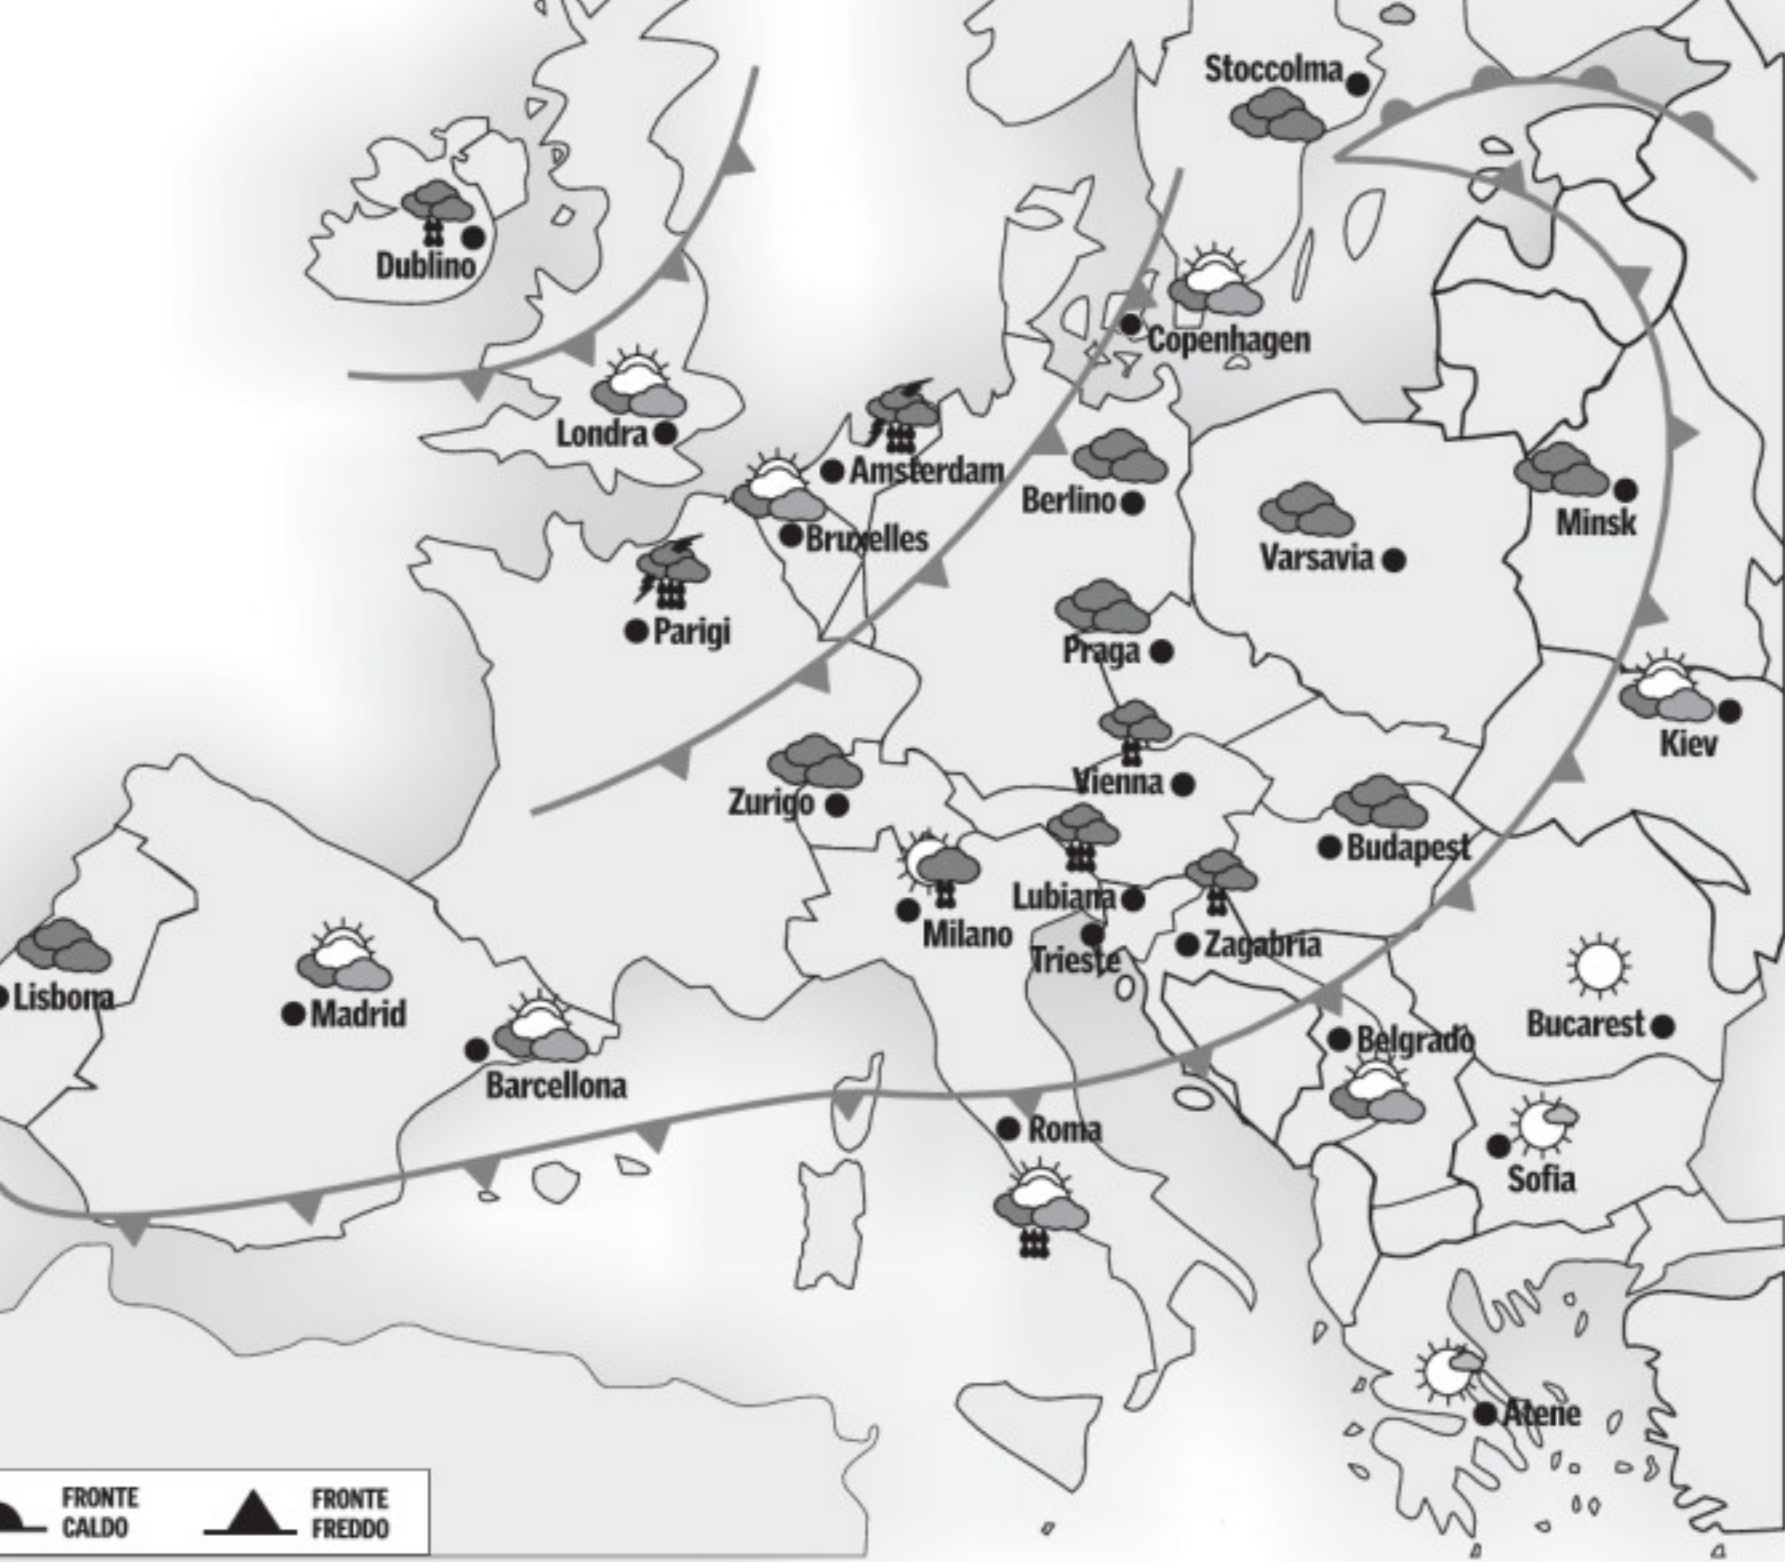 Stoccolma
Dublino
Copenhagen
Londra
Amsterdam
Berlino
Bruxelles
Minsk
Varsavia
Parigi
Praga
Kiev
Vienna
Zurigo
Budapest
Lubiana
Milano
Zagabria
Trieste
Lisbona
Madrid
Bucarest
Belgrado
Barcellona
Roma
Sofia
Atene
FRONTE
CALDO
FRONTE
FREDDO